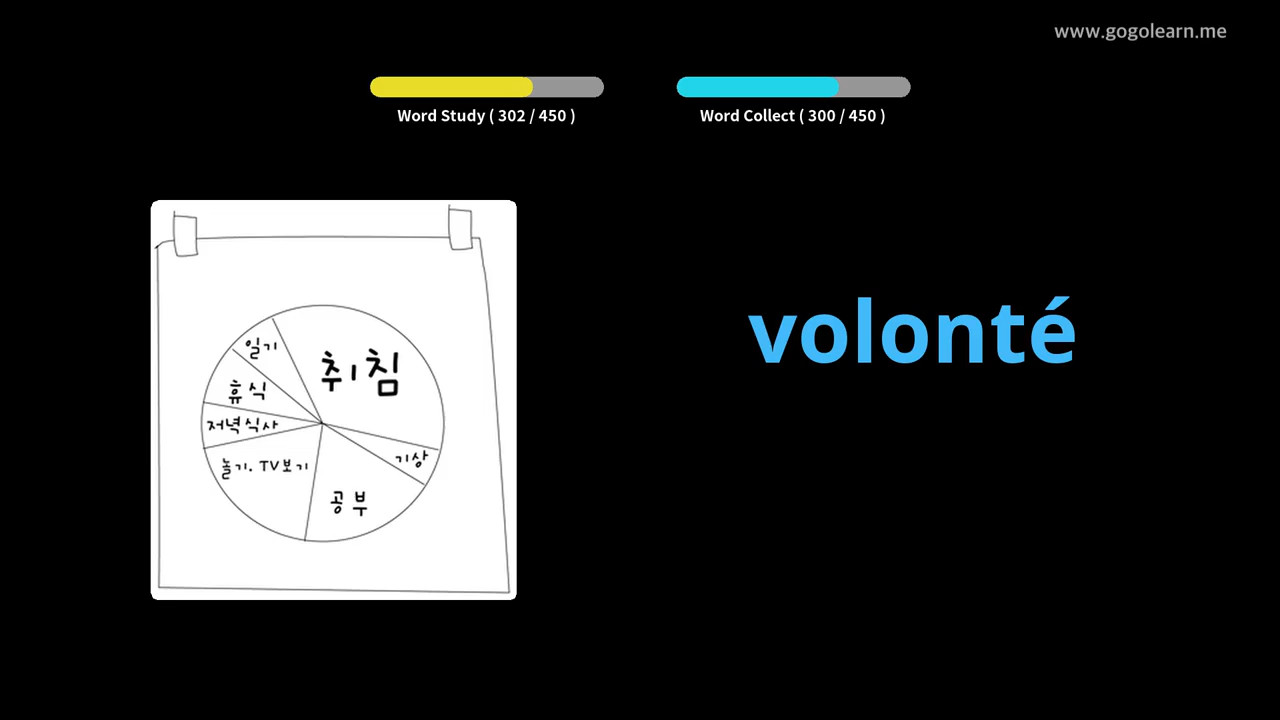 www.gogolearn.me
Word Study ( 302 / 450 )
Word Collect ( 300 / 450 )
일기
취침
휴식
저녁식사
기상
놀기. TV보기
공부
volonté